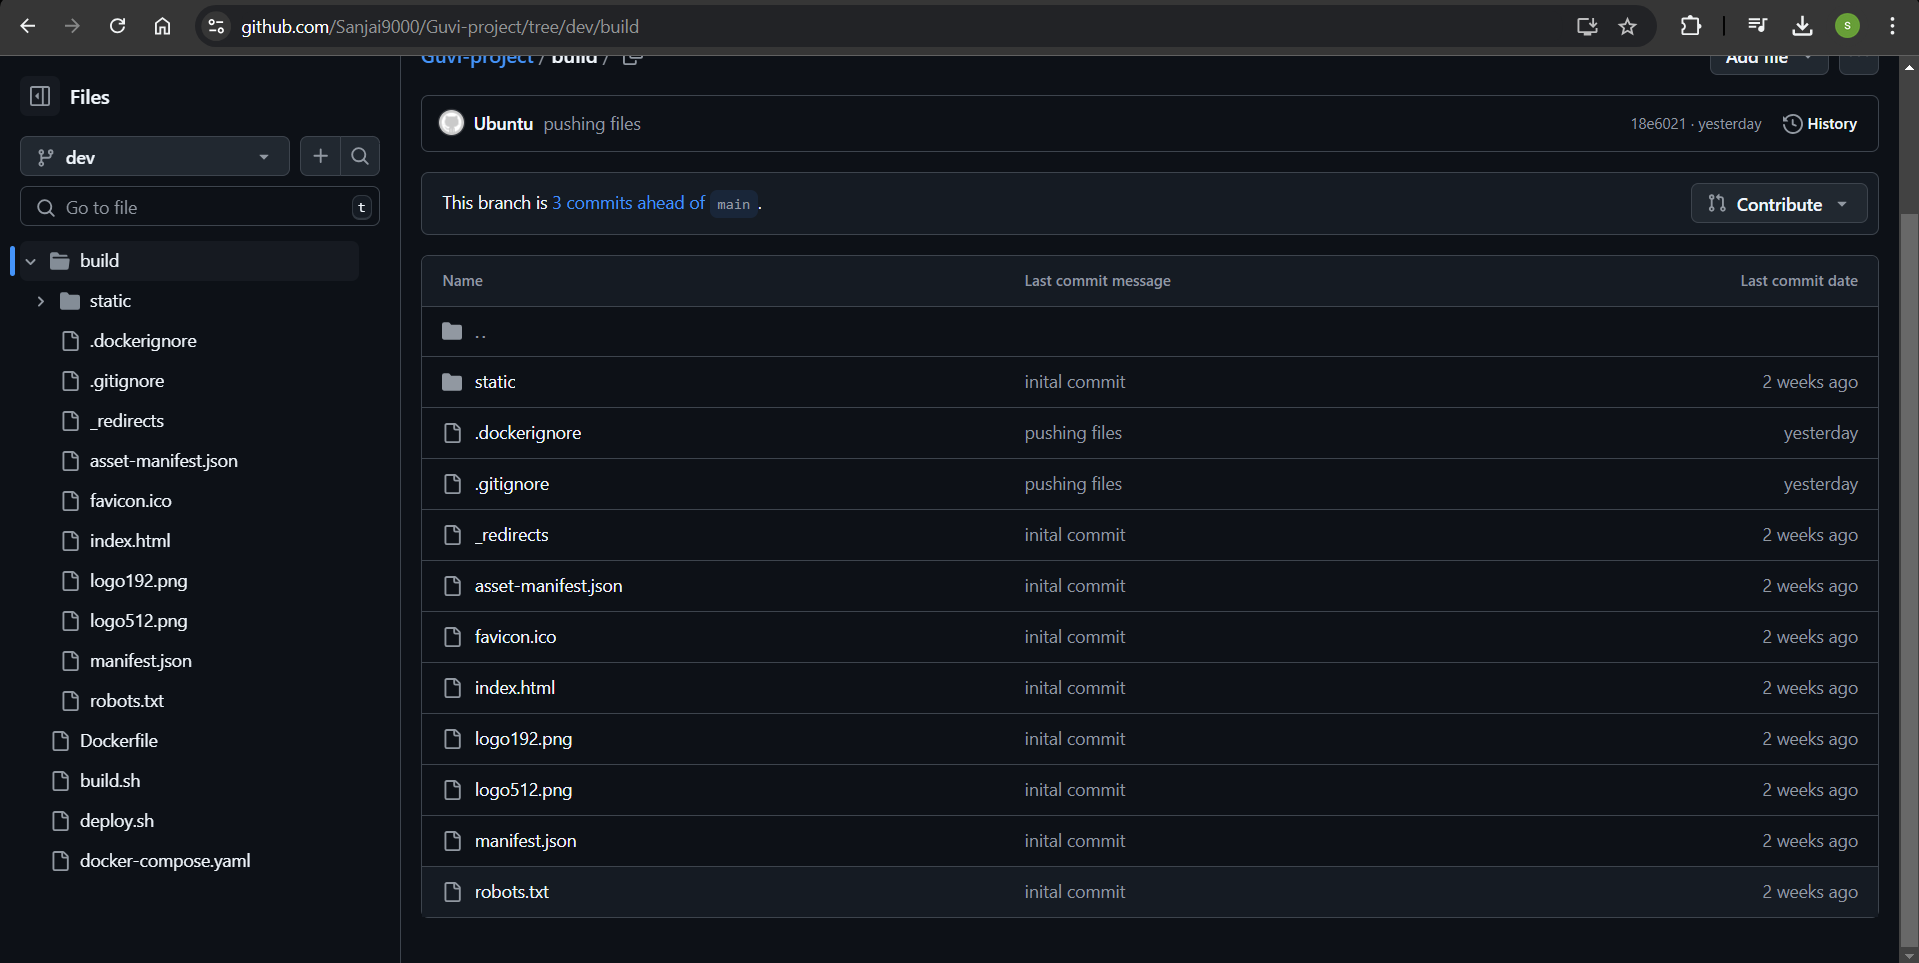 github.com/Sanjai9000/Guvi-project/tree/dev/build
S
Files
dev
Go to file
t
build
static
.dockerignore
.gitignore
_redirects
asset-manifest.json
favicon.ico
index.html
logo192.png
logo512.png
manifest.json
robots.txt
Dockerfile
build.sh
deploy.sh
docker-compose.yaml
Guvi-project / build /
Add file
Ubuntu pushing files 18e6021 · yesterday History
This branch is 3 commits ahead of main .
Contribute
Name Last commit message Last commit date
..
static inital commit 2 weeks ago
.dockerignore pushing files yesterday
.gitignore pushing files yesterday
_redirects inital commit 2 weeks ago
asset-manifest.json inital commit 2 weeks ago
favicon.ico inital commit 2 weeks ago
index.html inital commit 2 weeks ago
logo192.png inital commit 2 weeks ago
logo512.png inital commit 2 weeks ago
manifest.json inital commit 2 weeks ago
robots.txt inital commit 2 weeks ago